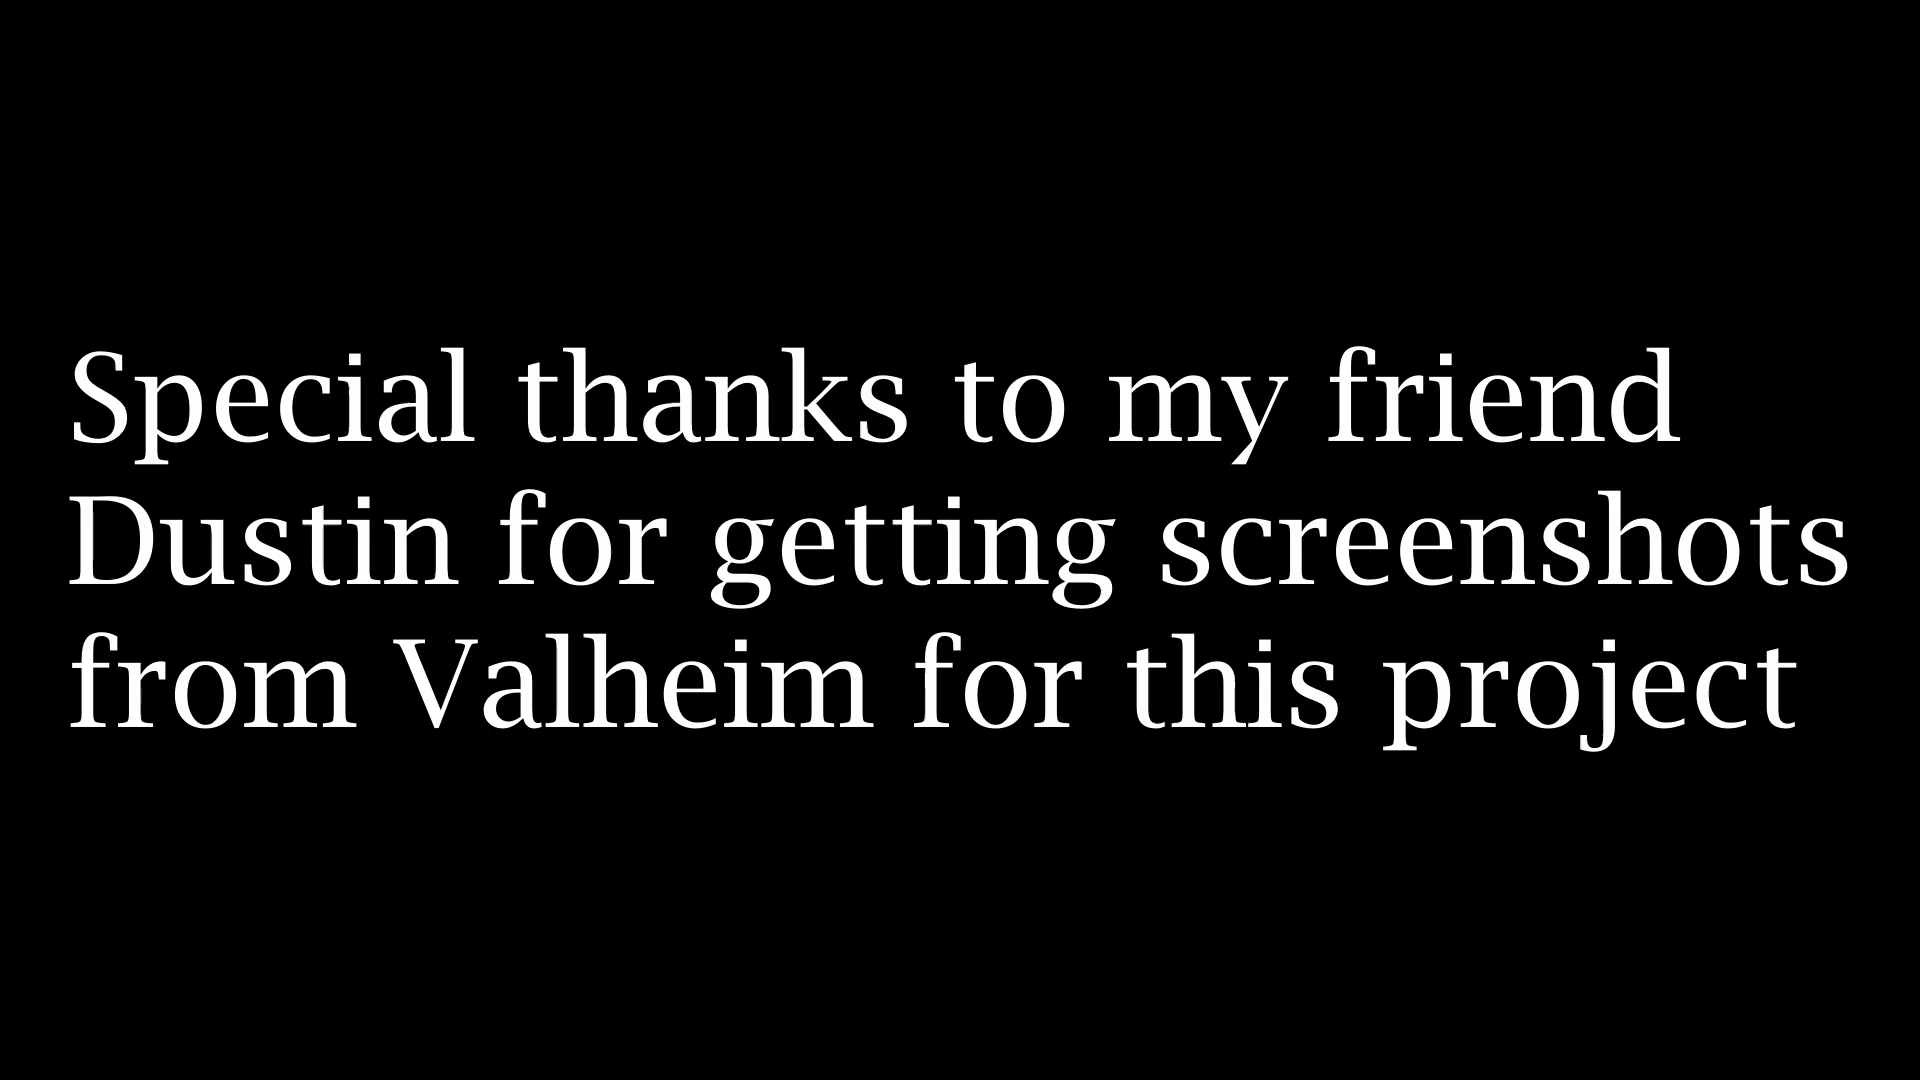 Special thanks to my friend
Dustin for getting screenshots
from Valheim for this project